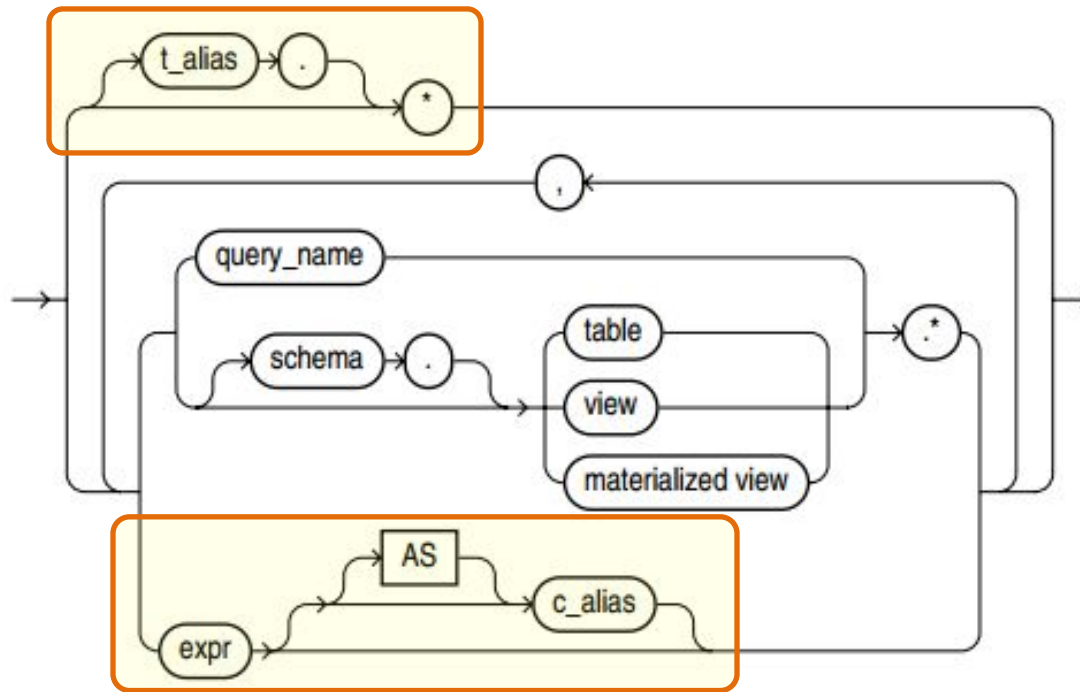 t_alias .
*
,
query_name
table
.*
schema .
view
materialized view
AS
c_alias
expr